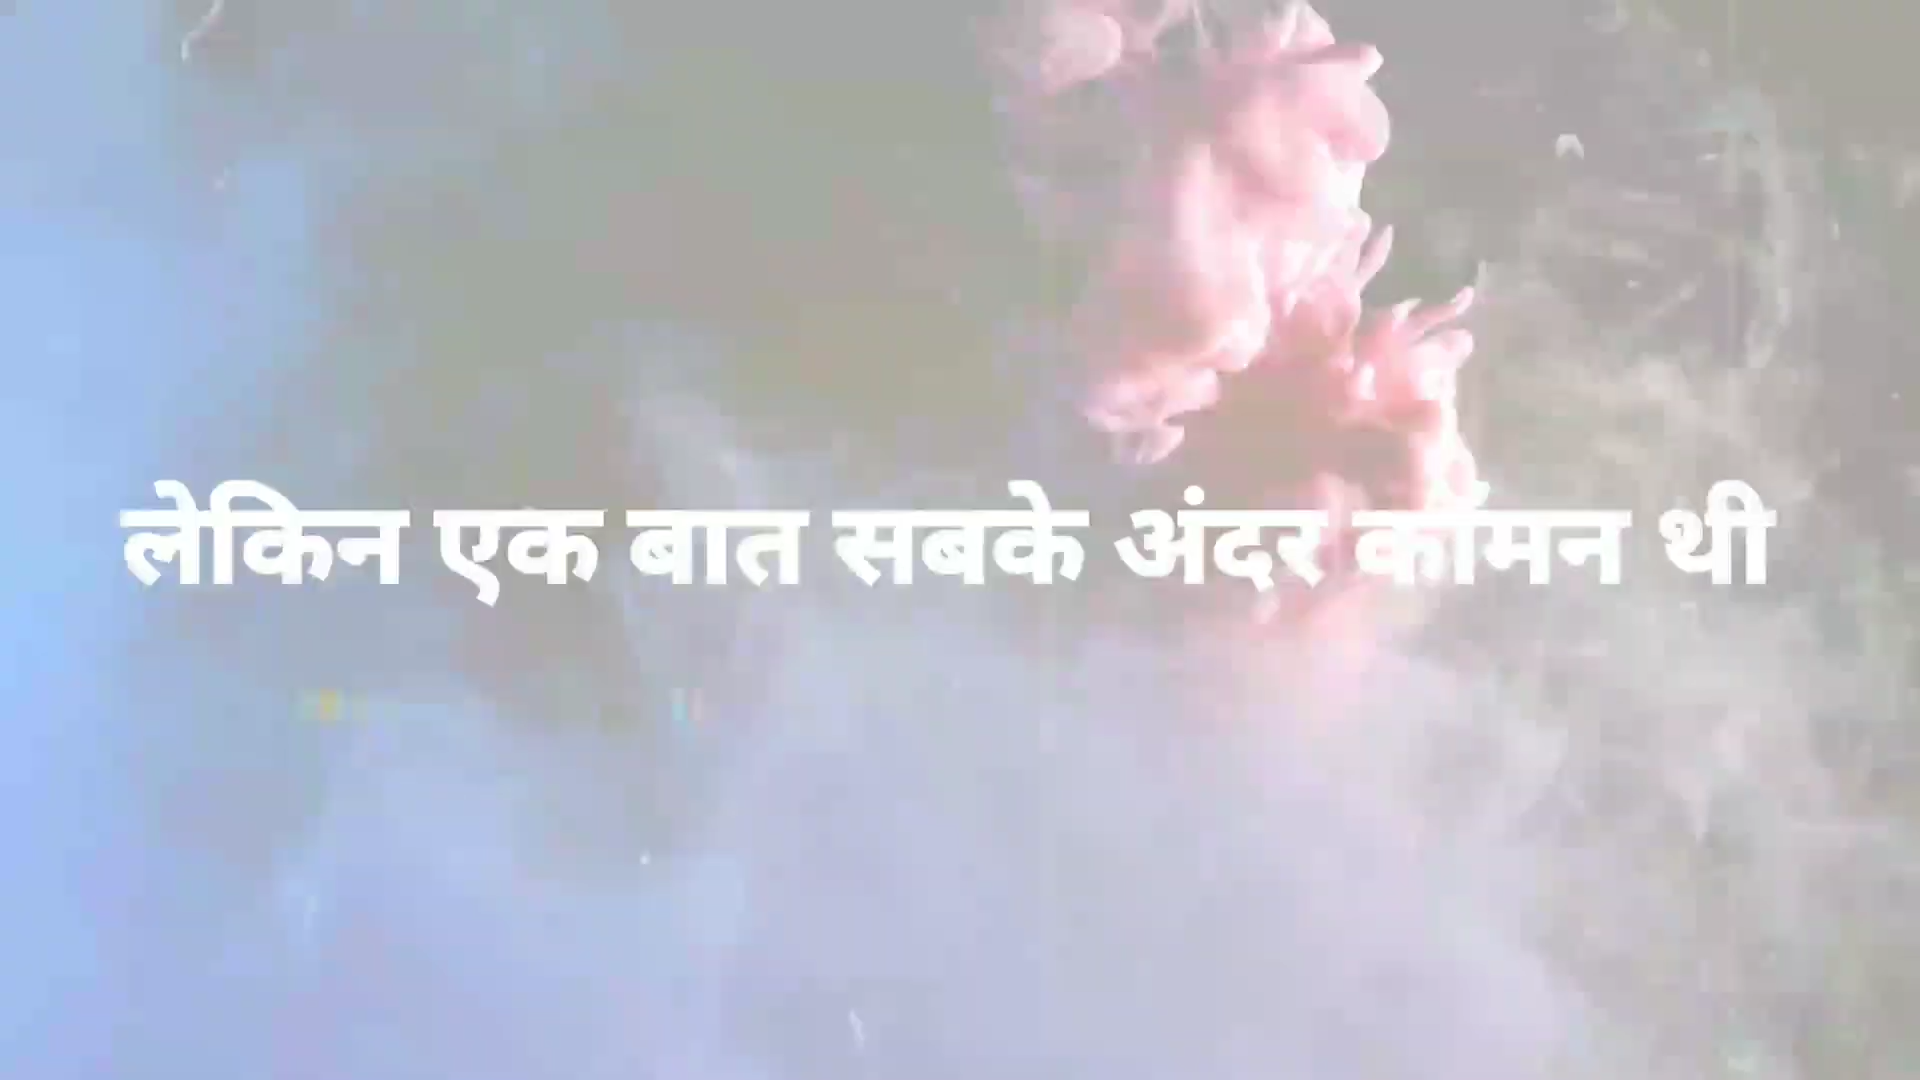 लेकिन एक बात सबके अंदर कॉमन थी